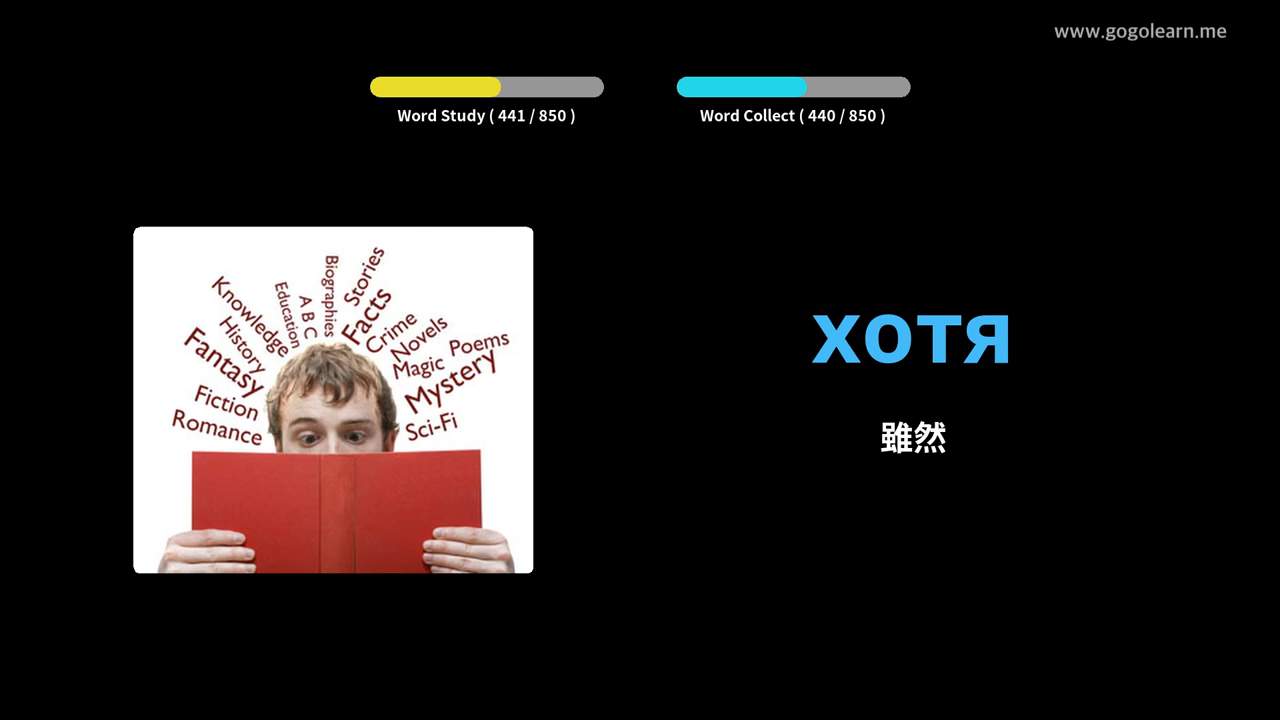 www.gogolearn.me
Word Study ( 441 / 850 )
Word Collect ( 440 / 850 )
Biographies
Stories
Education
A B C
Facts
Knowledge
Crime
History
Novels
Poems
Fantasy
Magic
Mystery
Fiction
Romance
Sci-Fi
хотя
雖然